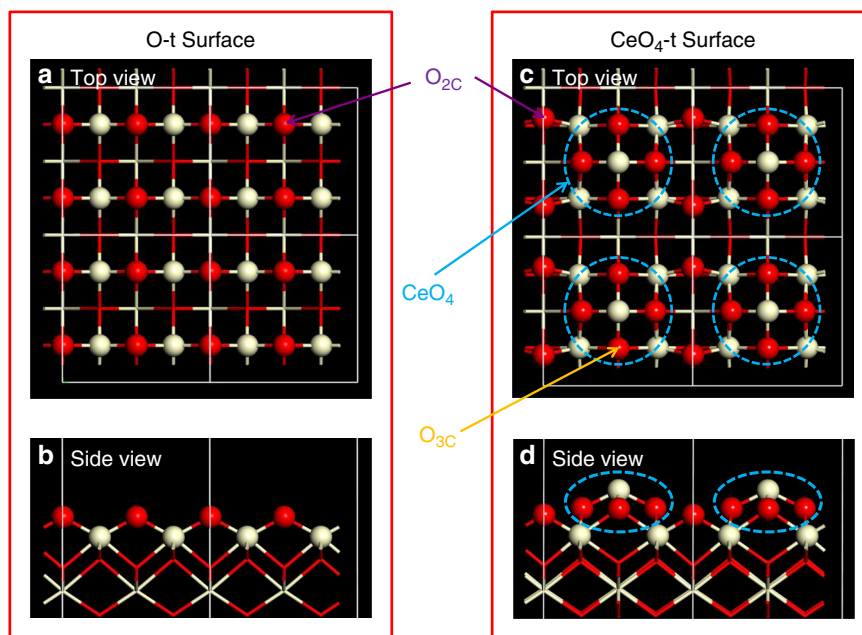 O-t Surface
CeO₄-t Surface
a Top view
c Top view
O₂C
CeO₄
O₃C
b Side view
d Side view